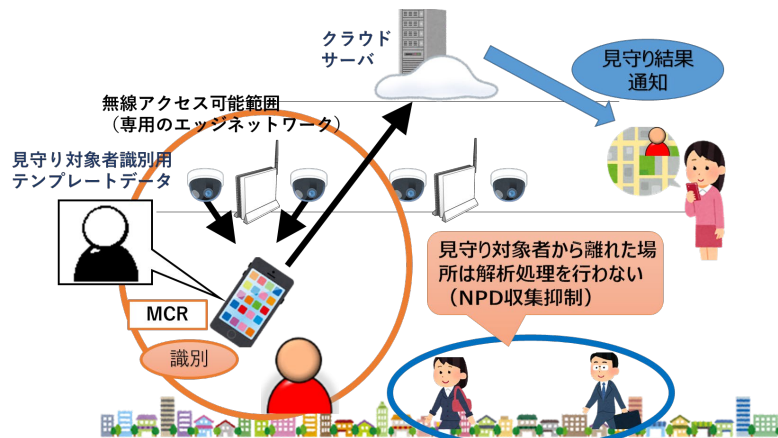 クラウド
サーバ
見守り結果
通知
無線アクセス可能範囲
（専用のエッジネットワーク）
見守り対象者識別用
テンプレートデータ
見守り対象者から離れた場
所は解析処理を行わない
（NPD収集抑制）
MCR
識別